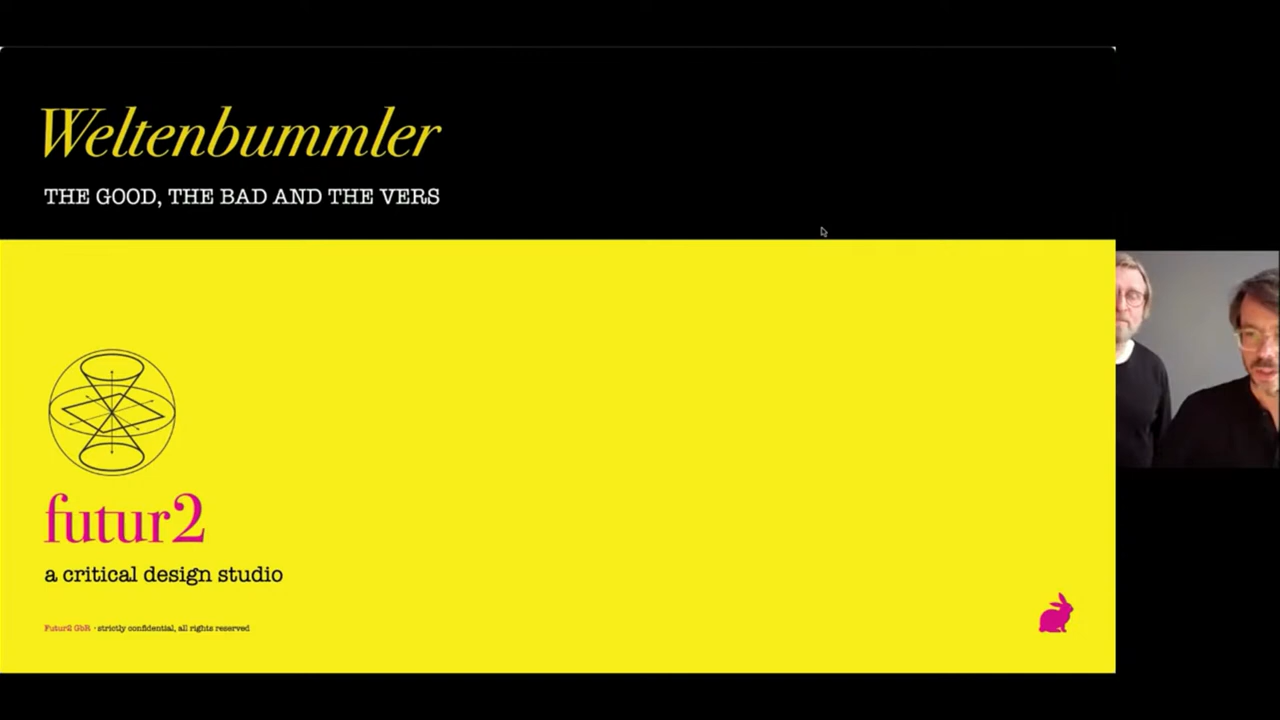 Weltenbummler
THE GOOD, THE BAD AND THE VERS
futur2
a critical design studio
Futur2 GbR · strictly confidential, all rights reserved